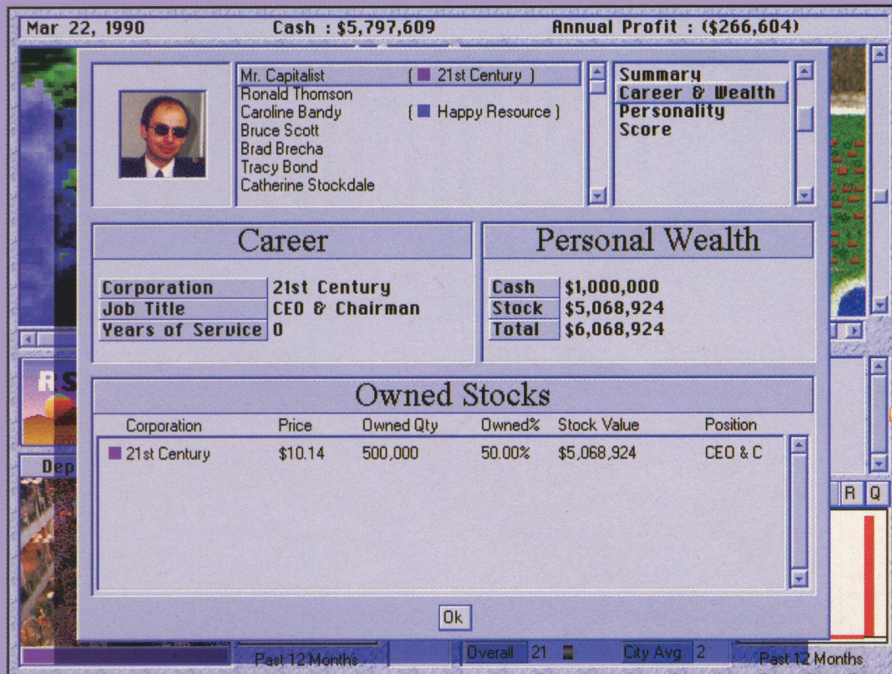 Mar 22, 1990 Cash : $5,797,609 Annual Profit : ($266,604)
Mr. Capitalist ( 21st Century )
Ronald Thomson
Caroline Bandy ( Happy Resource )
Bruce Scott
Brad Brecha
Tracy Bond
Catherine Stockdale
Summary
Career & Wealth
Personality
Score
Career
Corporation 21st Century
Job Title CEO & Chairman
Years of Service 0
Personal Wealth
Cash $1,000,000
Stock $5,068,924
Total $6,068,924
Owned Stocks
Corporation Price Owned Qty Owned% Stock Value Position
21st Century $10.14 500,000 50.00% $5,068,924 CEO & C
Ok
RS
Dep
R Q
Past 12 Months Overall 21 City Avg 2 Past 12 Months